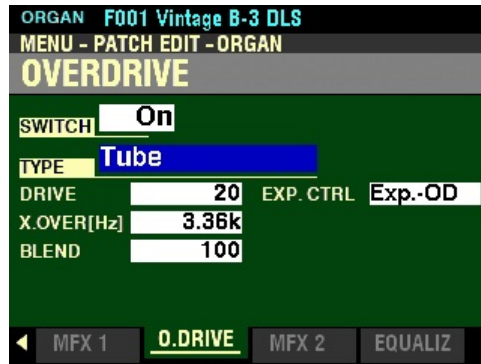 ORGAN F001 Vintage B-3 DLS
MENU - PATCH EDIT - ORGAN
OVERDRIVE
SWITCH On
TYPE Tube
DRIVE 20 EXP. CTRL Exp.-OD
X.OVER[Hz] 3.36k
BLEND 100
MFX 1 O.DRIVE MFX 2 EQUALIZ